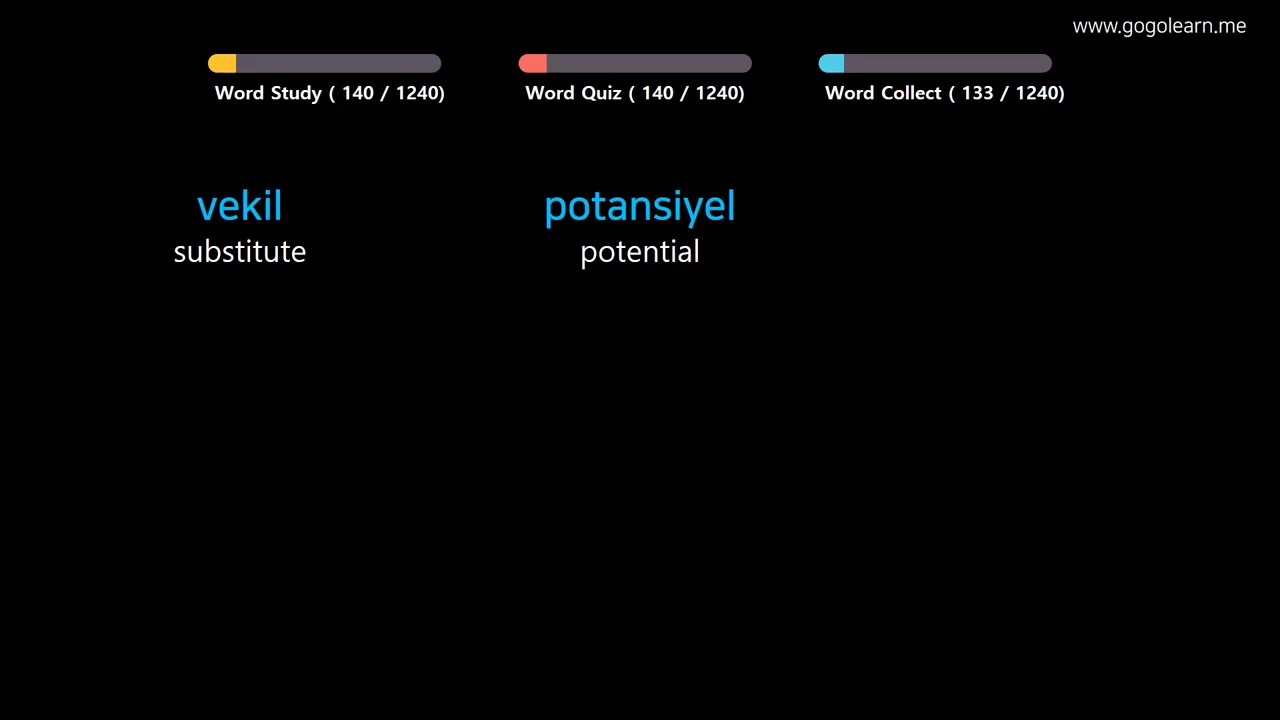 www.gogolearn.me
Word Study ( 140 / 1240)
Word Quiz ( 140 / 1240)
Word Collect ( 133 / 1240)
vekil
substitute
potansiyel
potential